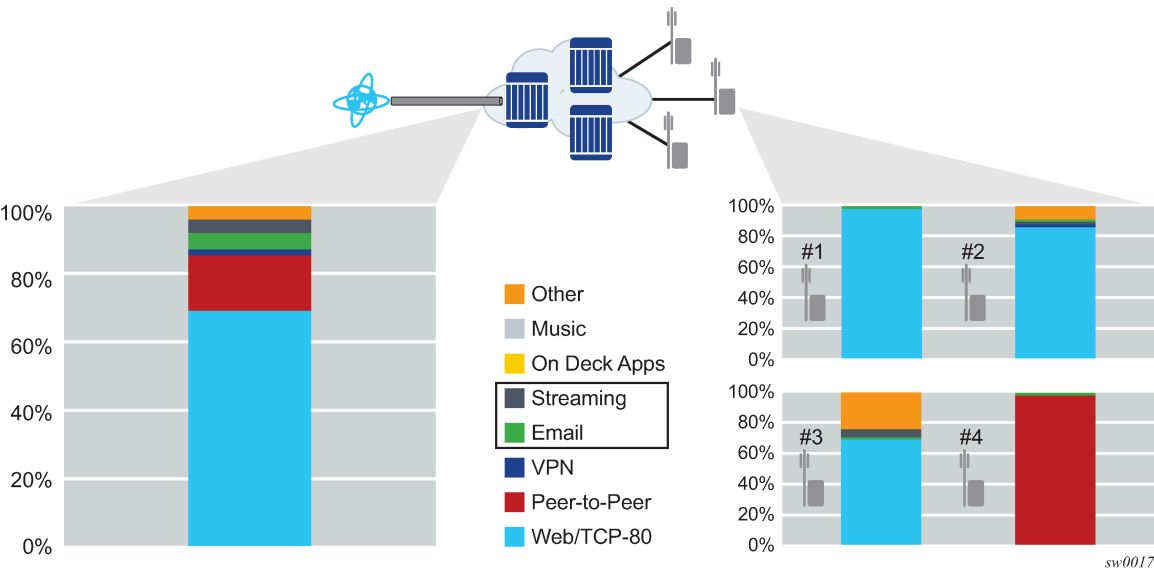 100%
80%
60%
40%
20%
0%
Other
Music
On Deck Apps
Streaming
Email
VPN
Peer-to-Peer
Web/TCP-80
100%
80%
60%
40%
20%
0%
#1
#2
100%
80%
60%
40%
20%
0%
#3
#4
sw0017